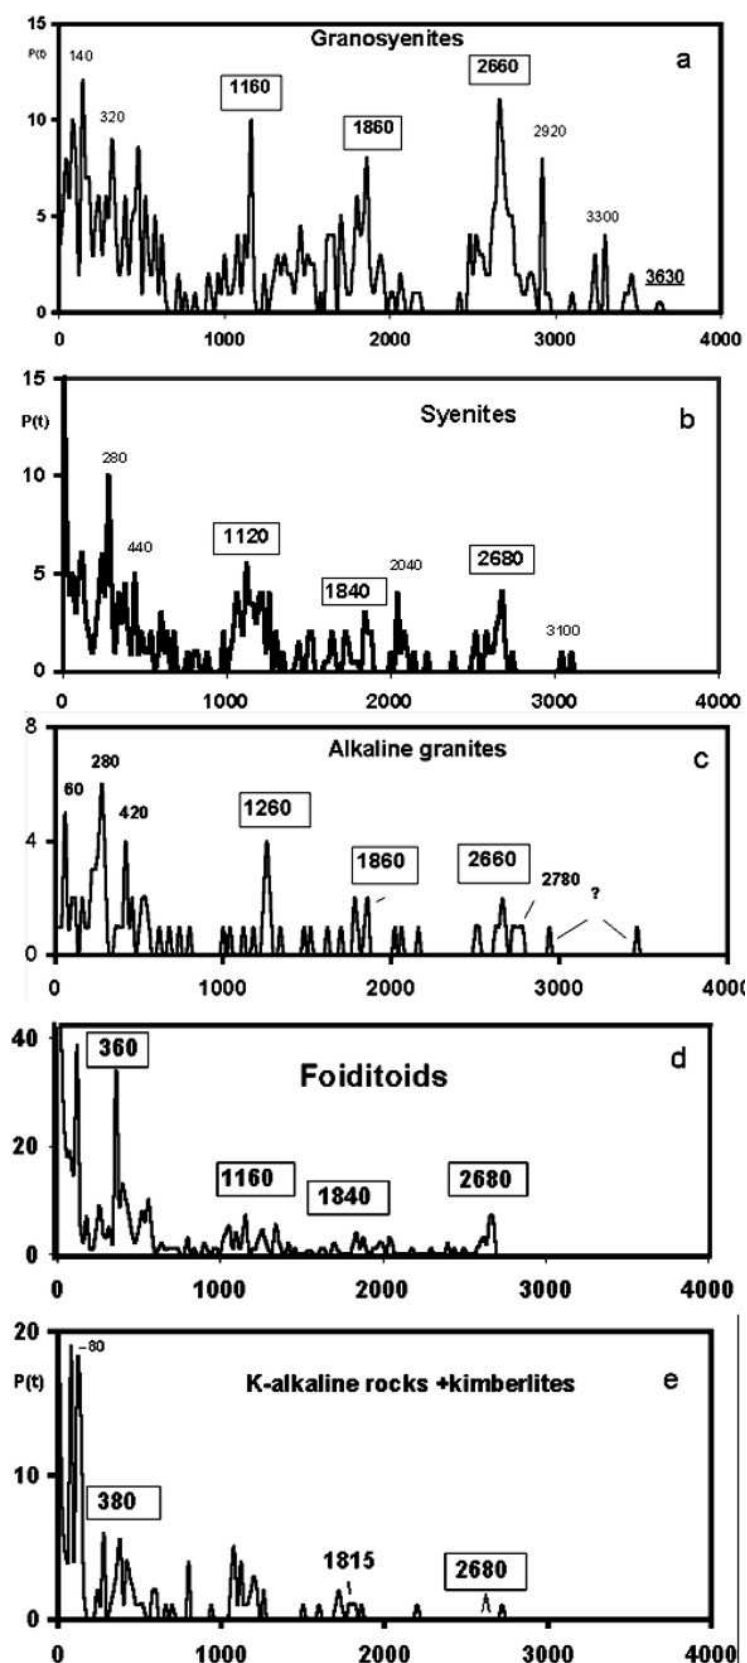 15
Granosyenites
a
P(t)
140
2660
1160
320
1860
2920
10
5
3300
3630
0
0 1000 2000 3000 4000
15
P(t)
Syenites
b
280
10
1120
440
2040
2680
5
1840
3100
0
0 1000 2000 3000 4000
8
Alkaline granites
c
280
60
420
1260
4
1860
2660
2780
?
0
0 1000 2000 3000 400
40
360
Foiditoids
d
20
1160
1840
2680
0
0 1000 2000 3000 4000
20
–80
P(t)
K-alkaline rocks +kimberlites
e
10
380
1815
2680
0
0 1000 2000 3000 4000